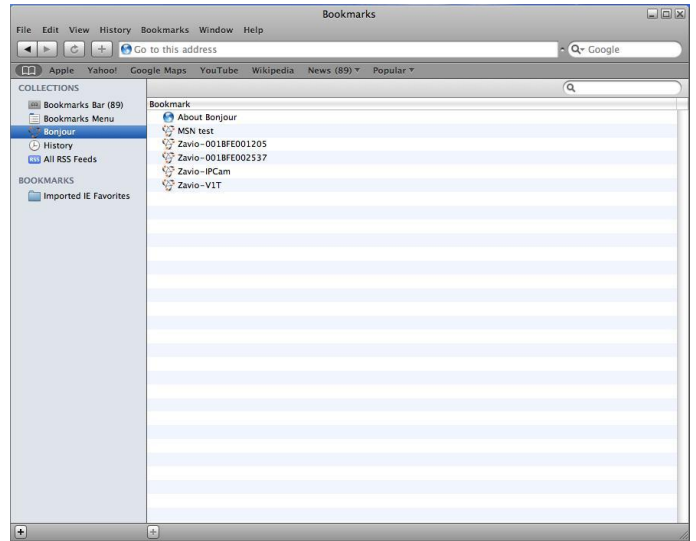 Bookmarks
File Edit View History Bookmarks Window Help
Go to this address
Google
Apple Yahoo! Google Maps YouTube Wikipedia News (89) Popular
COLLECTIONS
Bookmarks Bar (89)
Bookmarks Menu
Bonjour
History
RSS All RSS Feeds
BOOKMARKS
Imported IE Favorites
Bookmark
About Bonjour
MSN test
Zavio-001BFE001205
Zavio-001BFE002537
Zavio-IPCam
Zavio-V1T